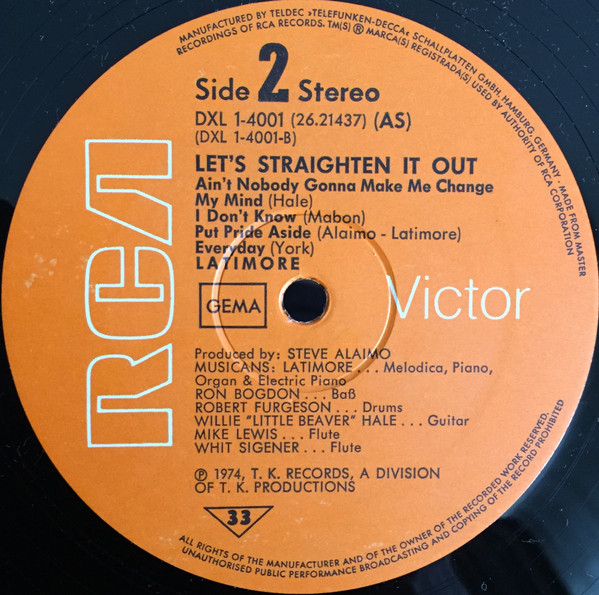 MANUFACTURED BY TELDEC »TELEFUNKEN-DECCA« SCHALLPLATTEN GMBH, HAMBURG, GERMANY · MADE FROM MASTER
RECORDINGS OF RCA RECORDS. TM(S) ® MARCA(S) REGISTRADA(S) USED BY AUTHORITY OF RCA CORPORATION
Side 2 Stereo
DXL 1-4001 (26.21437) (AS)
(DXL 1-4001-B)
LET'S STRAIGHTEN IT OUT
Ain't Nobody Gonna Make Me Change
My Mind (Hale)
I Don't Know (Mabon)
Put Pride Aside (Alaimo - Latimore)
Everyday (York)
LATIMORE
RCA
GEMA
Victor
Produced by: STEVE ALAIMO
MUSICANS: LATIMORE . . . Melodica, Piano,
Organ & Electric Piano
RON BOGDON . . . Baß
ROBERT FURGESON . . . Drums
WILLIE "LITTLE BEAVER" HALE . . . Guitar
MIKE LEWIS . . . Flute
WHIT SIGENER . . . Flute
℗ 1974, T. K. RECORDS, A DIVISION
OF T. K. PRODUCTIONS
33
ALL RIGHTS OF THE MANUFACTURER AND OF THE OWNER OF THE RECORDED WORK RESERVED.
UNAUTHORISED PUBLIC PERFORMANCE BROADCASTING AND COPYING OF THE RECORD PROHIBITED